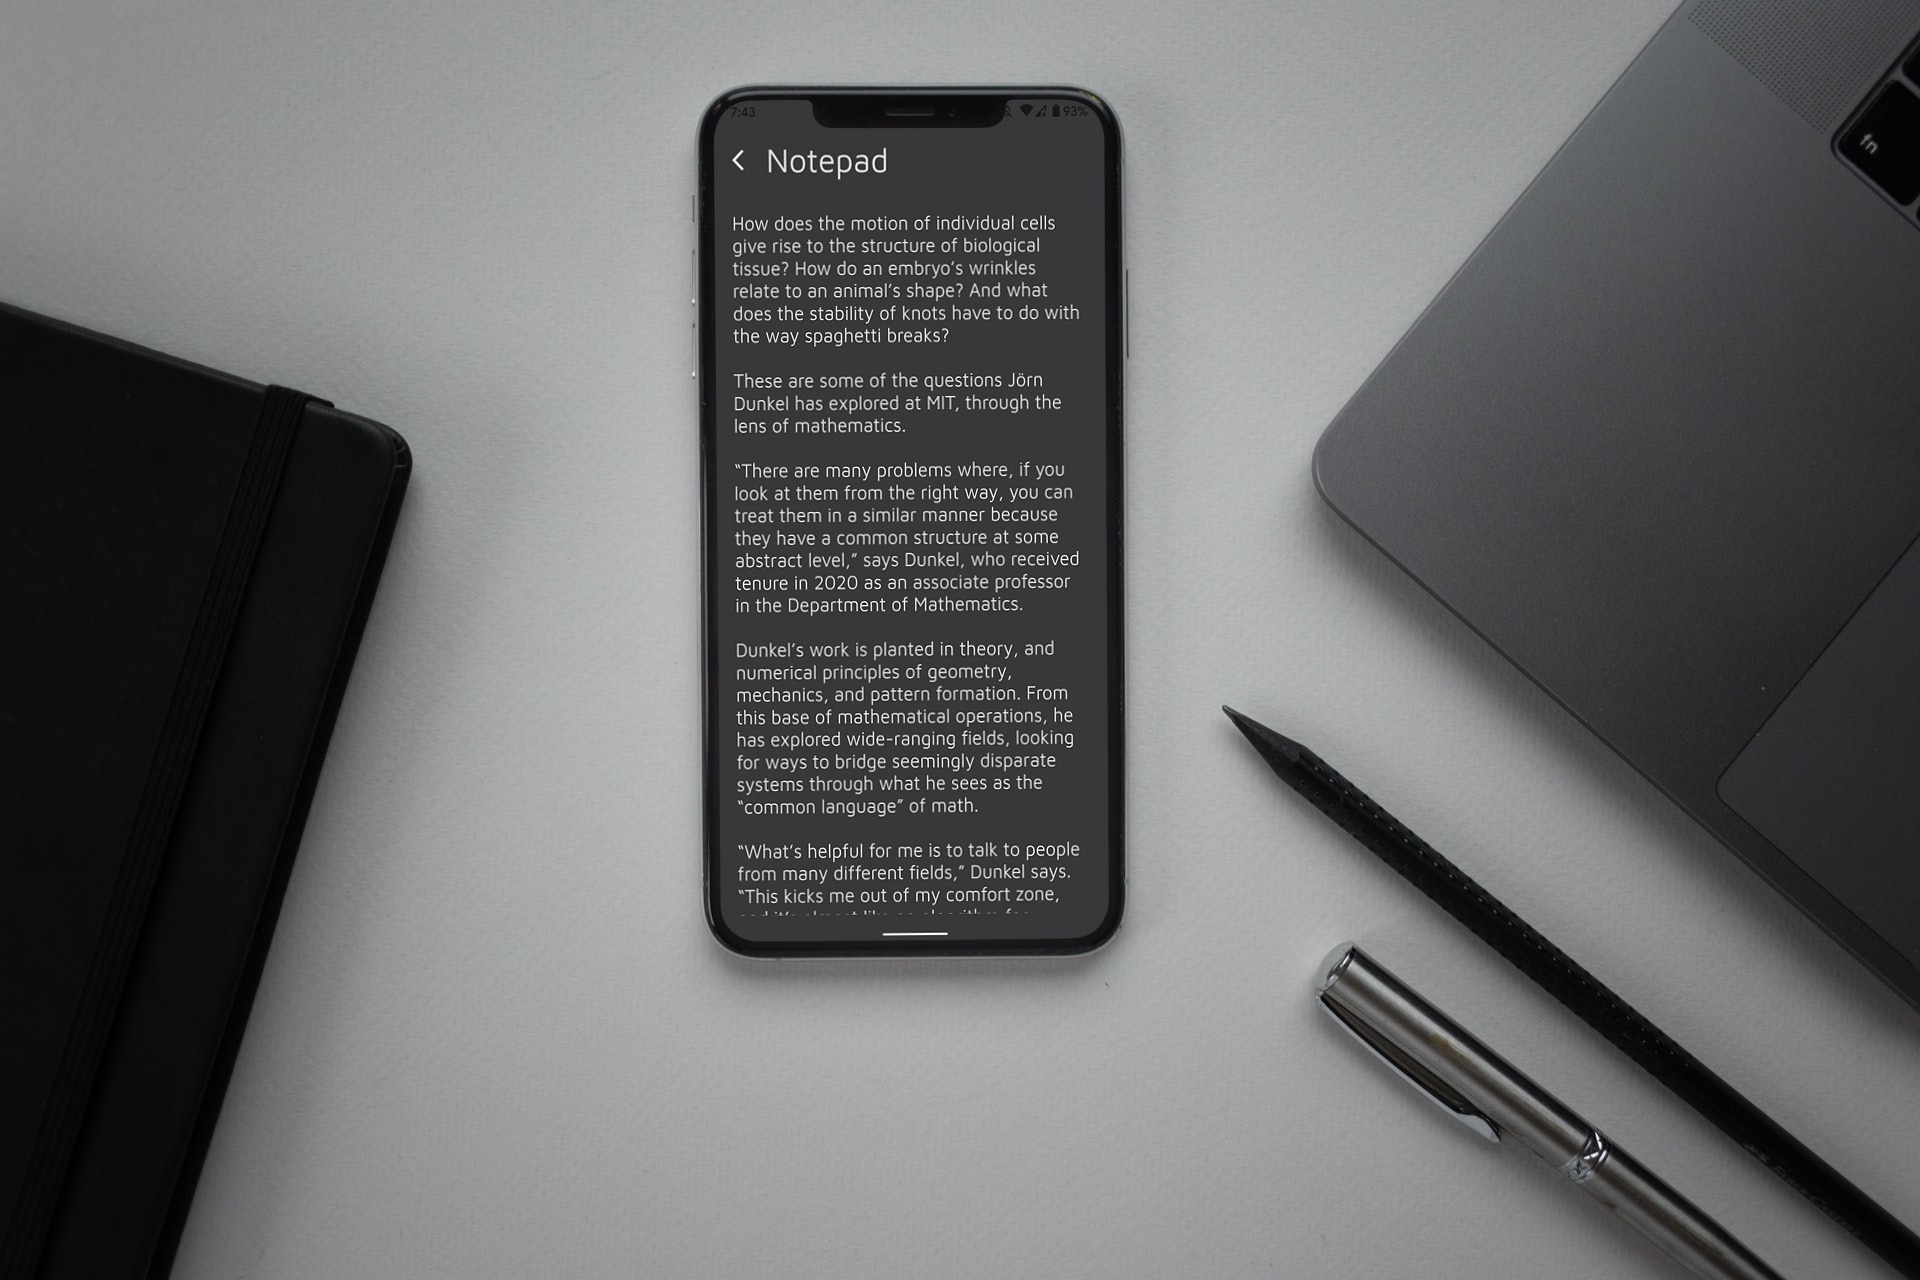 7:43
93%
Notepad
How does the motion of individual cells
give rise to the structure of biological
tissue? How do an embryo’s wrinkles
relate to an animal’s shape? And what
does the stability of knots have to do with
the way spaghetti breaks?
These are some of the questions Jörn
Dunkel has explored at MIT, through the
lens of mathematics.
“There are many problems where, if you
look at them from the right way, you can
treat them in a similar manner because
they have a common structure at some
abstract level,” says Dunkel, who received
tenure in 2020 as an associate professor
in the Department of Mathematics.
Dunkel’s work is planted in theory, and
numerical principles of geometry,
mechanics, and pattern formation. From
this base of mathematical operations, he
has explored wide-ranging fields, looking
for ways to bridge seemingly disparate
systems through what he sees as the
“common language” of math.
“What’s helpful for me is to talk to people
from many different fields,” Dunkel says.
“This kicks me out of my comfort zone,
fn